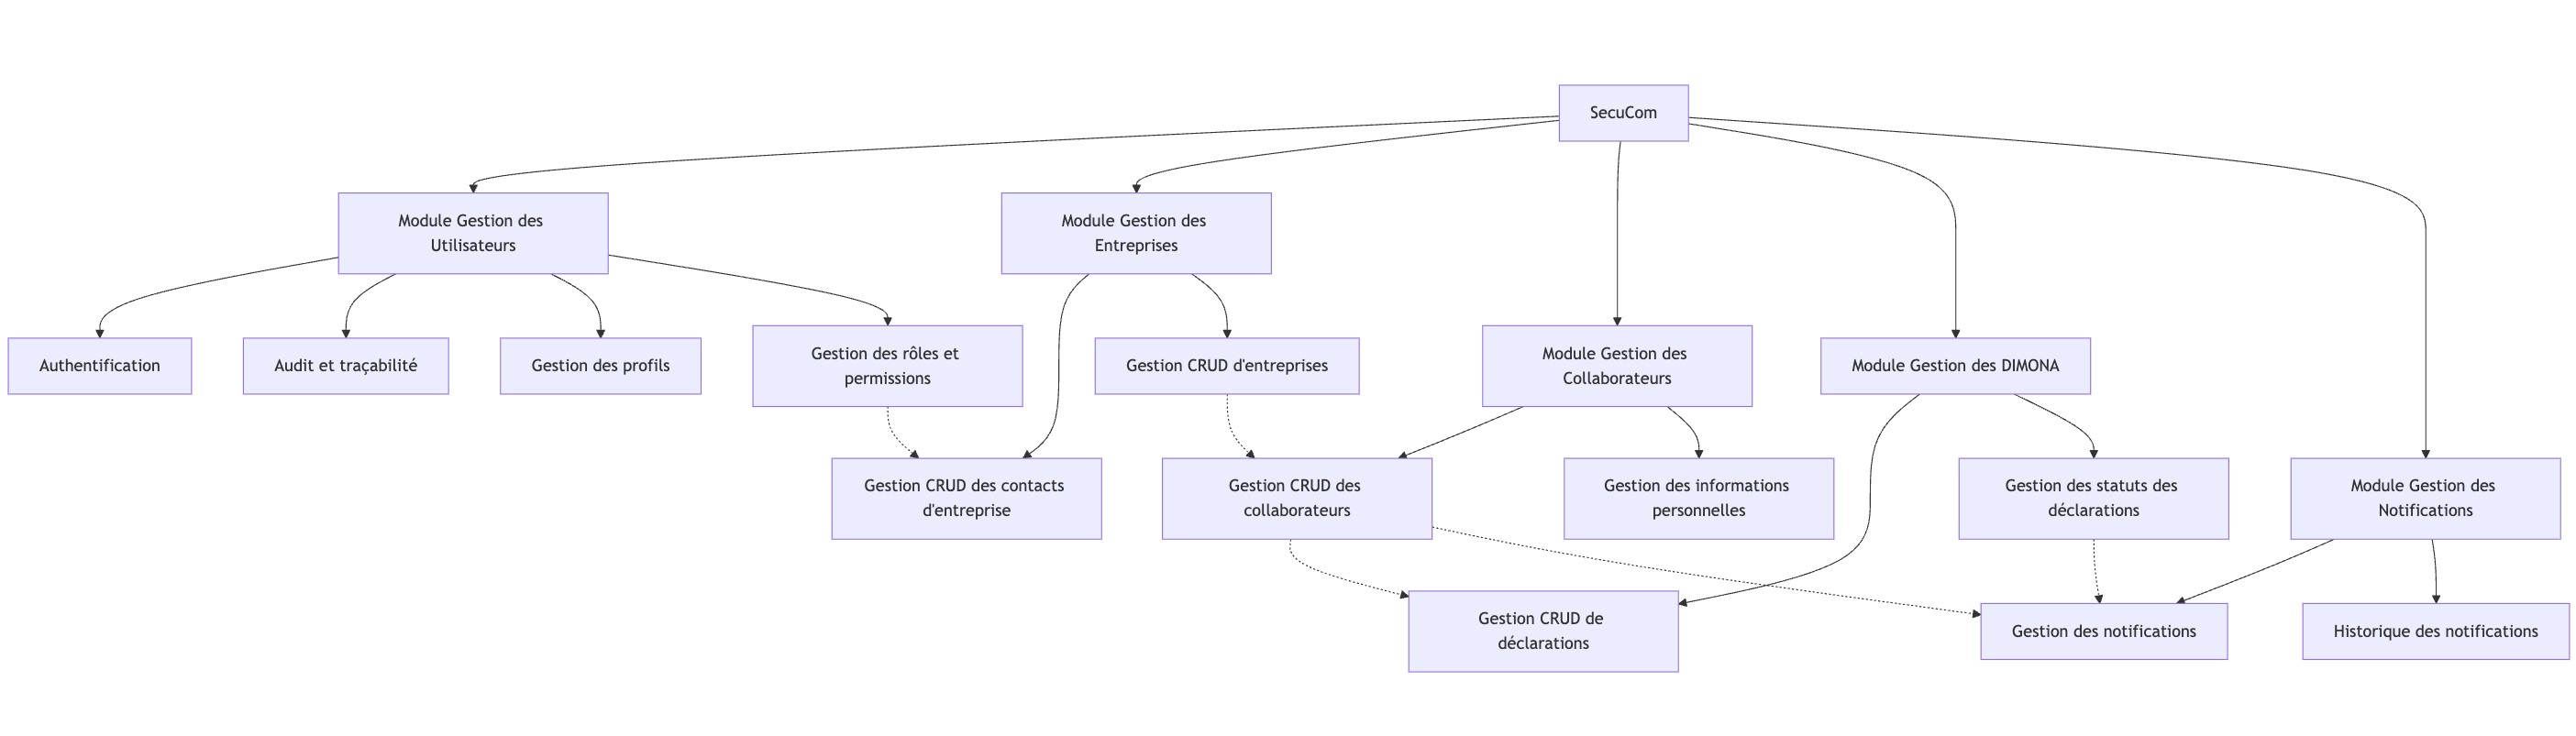 SecuCom
Module Gestion des
Utilisateurs
Module Gestion des
Entreprises
Authentification
Audit et traçabilité
Gestion des profils
Gestion des rôles et
permissions
Gestion CRUD d'entreprises
Module Gestion des
Collaborateurs
Module Gestion des DIMONA
Gestion CRUD des contacts
d'entreprise
Gestion CRUD des
collaborateurs
Gestion des informations
personnelles
Gestion des statuts des
déclarations
Module Gestion des
Notifications
Gestion CRUD de
déclarations
Gestion des notifications
Historique des notifications